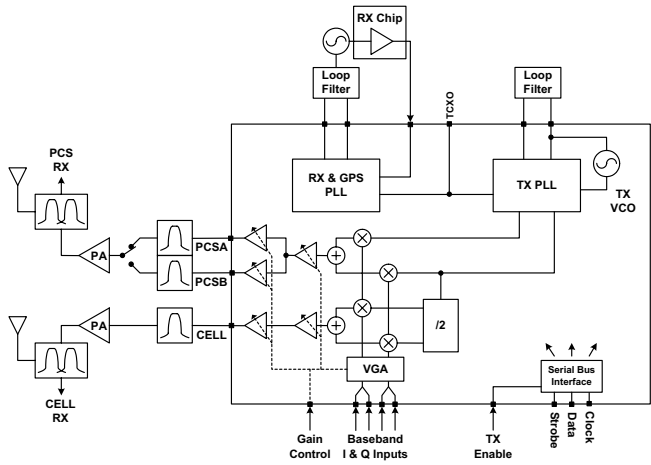 RX Chip
Loop
Filter
TCXO
Loop
Filter
PCS
RX
RX & GPS
PLL
TX PLL
TX
VCO
PA
PCSA
PCSB
PA
CELL
/2
VGA
Serial Bus
Interface
CELL
RX
Gain
Control
Baseband
I & Q Inputs
TX
Enable
Strobe
Data
Clock